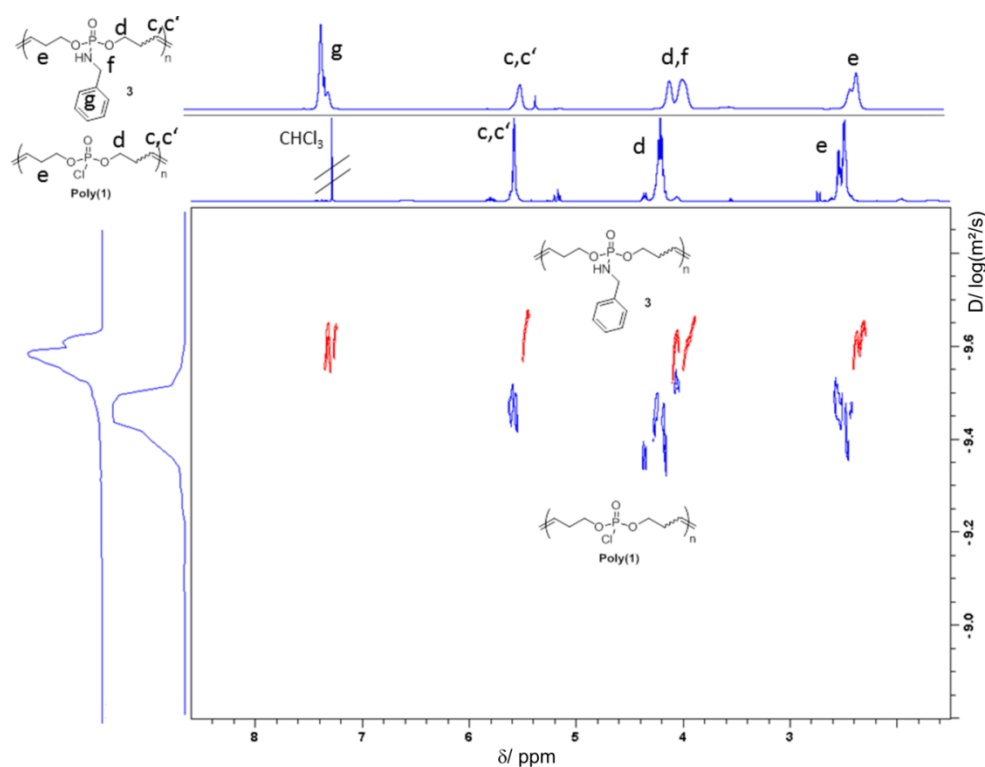 O
d
c,c'
O
P
O
n
e
HN
f
g
3
g
c,c'
d,f
e
O
d
c,c'
O
P
O
n
e
Cl
Poly(1)
CHCl₃
c,c'
d
e
O
O
P
O
n
HN
3
O
O
P
O
n
Cl
Poly(1)
- 9.6
- 9.4
- 9.2
- 9.0
D/ log(m²/s)
8
7
6
5
4
3
δ/ ppm